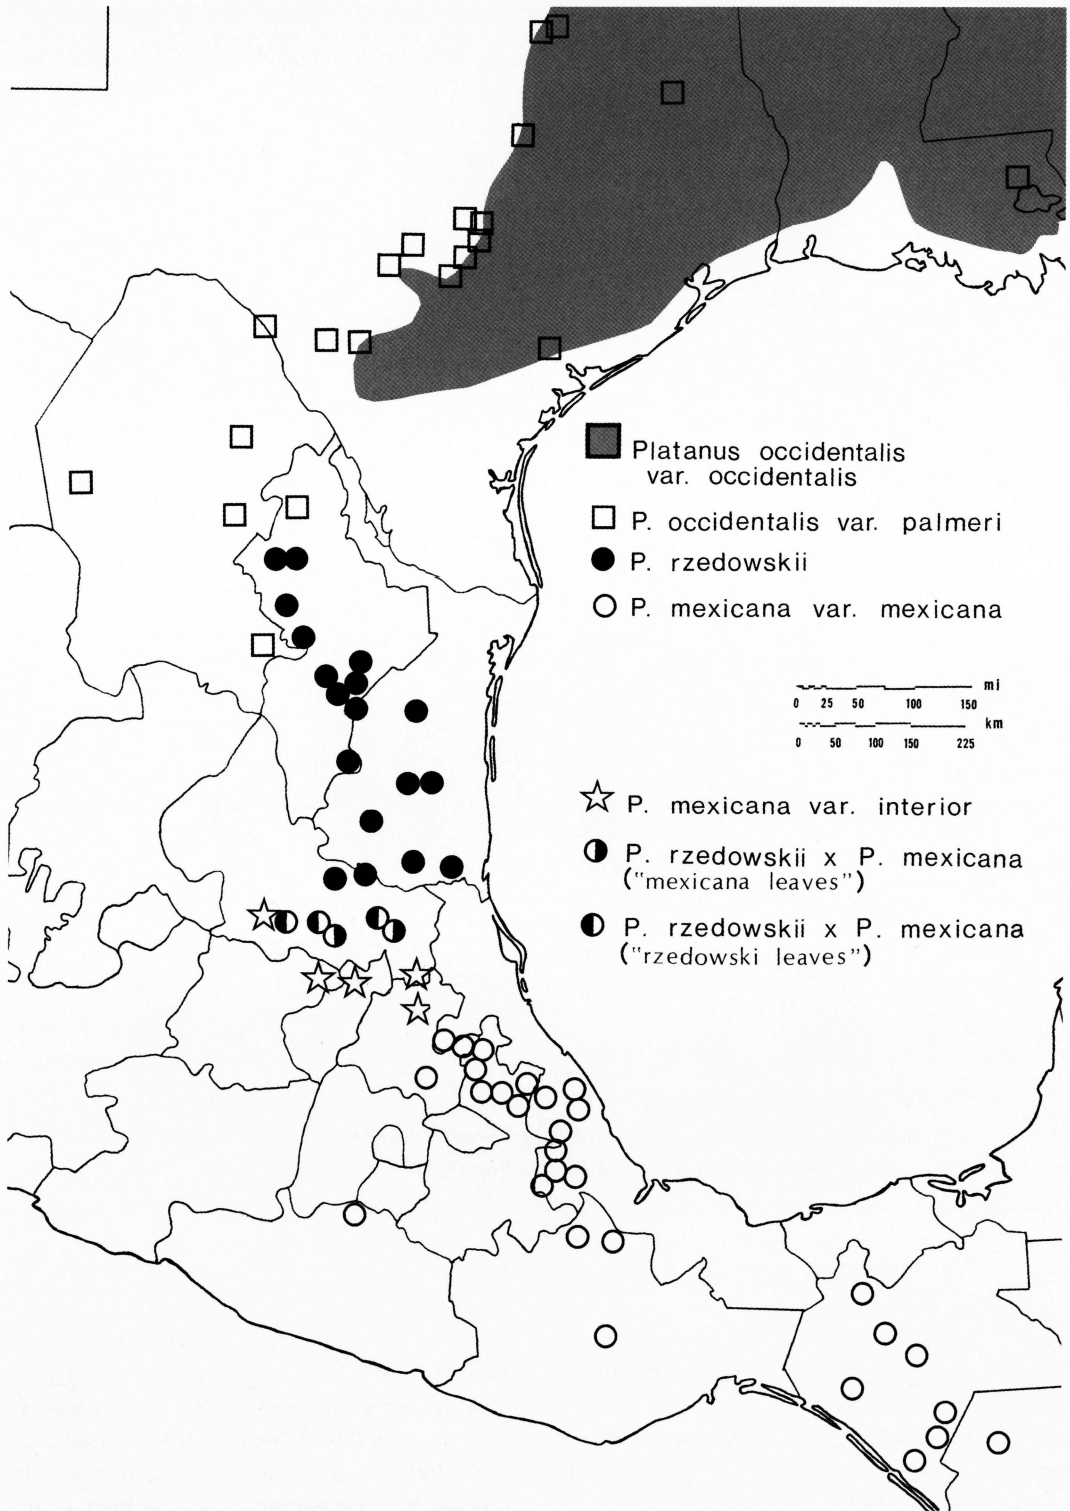 Platanus occidentalis
var. occidentalis
P. occidentalis var. palmeri
P. rzedowskii
P. mexicana var. mexicana
mi
0 25 50 100 150
km
0 50 100 150 225
P. mexicana var. interior
P. rzedowskii x P. mexicana
("mexicana leaves")
P. rzedowskii x P. mexicana
("rzedowski leaves")